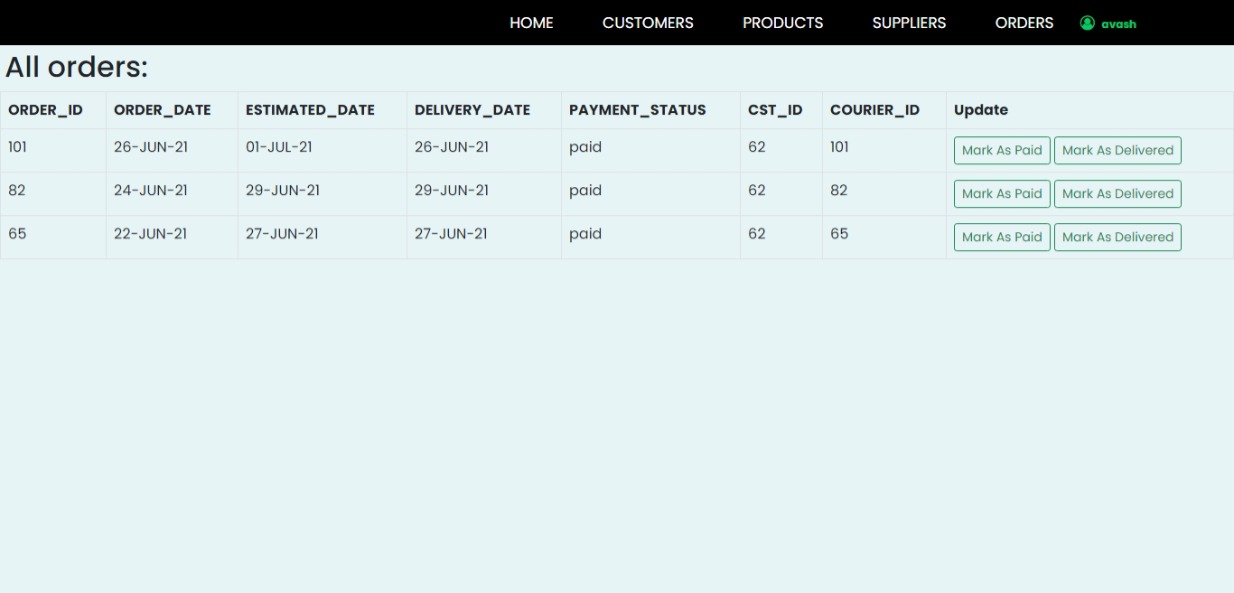 HOME CUSTOMERS PRODUCTS SUPPLIERS ORDERS avash
All orders:
ORDER_ID ORDER_DATE ESTIMATED_DATE DELIVERY_DATE PAYMENT_STATUS CST_ID COURIER_ID Update
101 26-JUN-21 01-JUL-21 26-JUN-21 paid 62 101 Mark As Paid Mark As Delivered
82 24-JUN-21 29-JUN-21 29-JUN-21 paid 62 82 Mark As Paid Mark As Delivered
65 22-JUN-21 27-JUN-21 27-JUN-21 paid 62 65 Mark As Paid Mark As Delivered